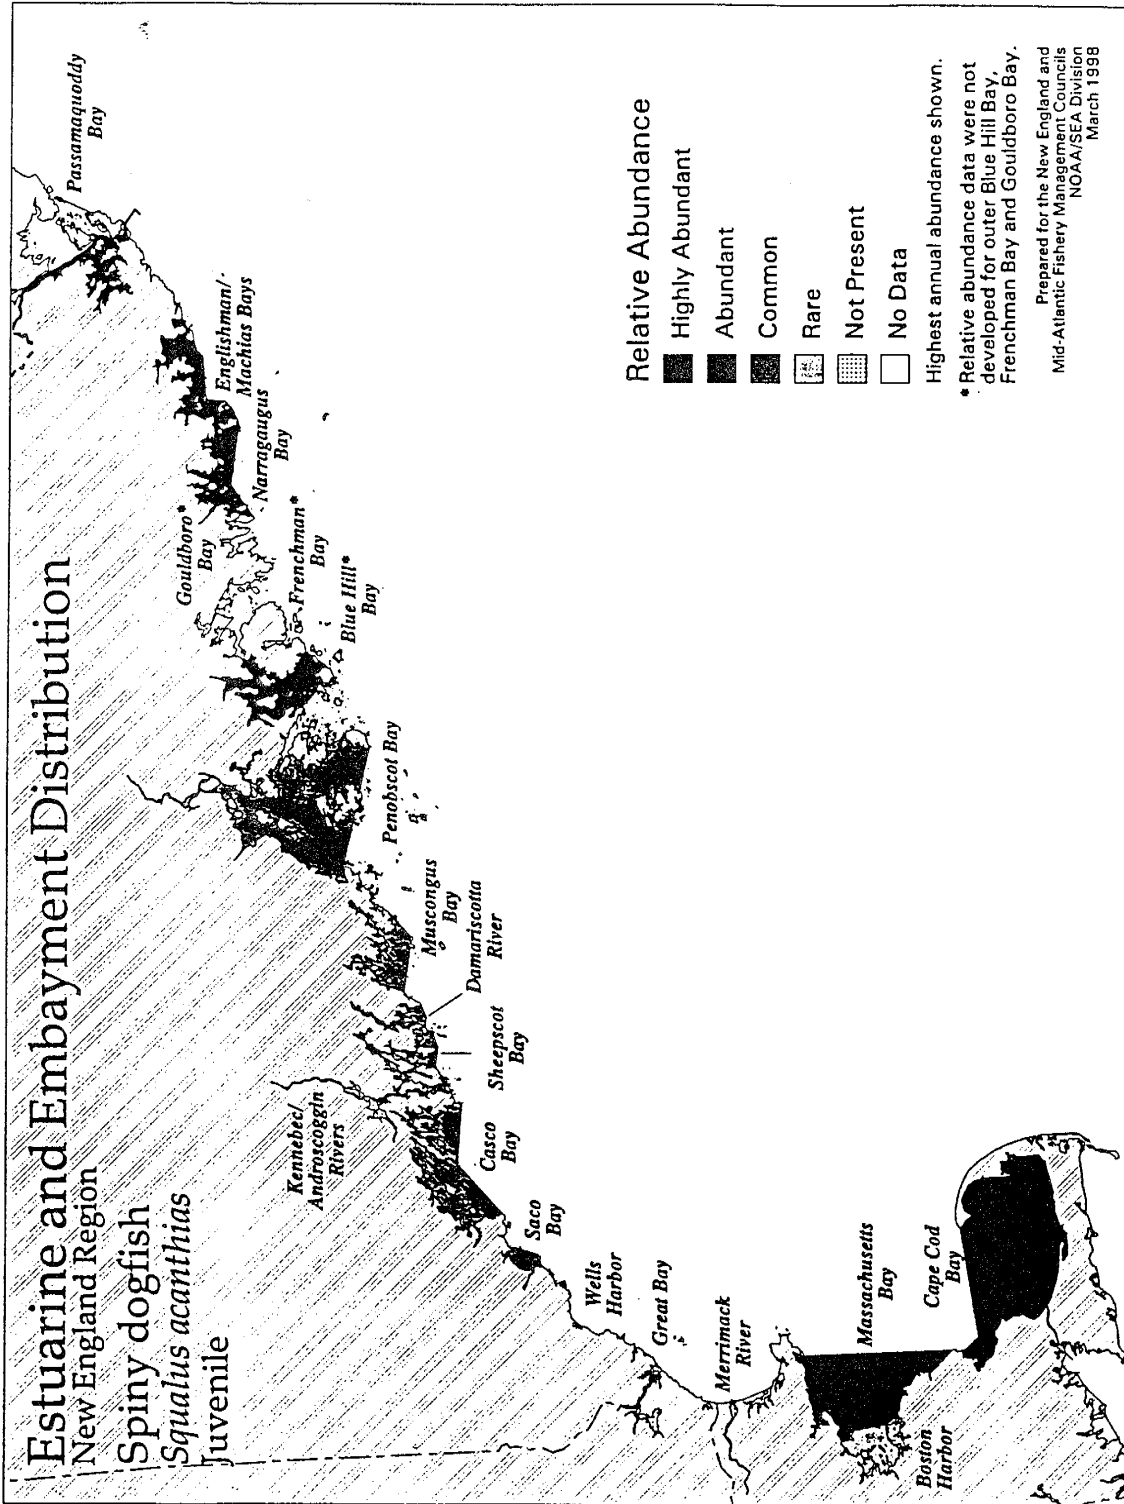 Estuarine and Embayment Distribution
New England Region
Spiny dogfish
Squalus acanthias
Juvenile
Passamaquoddy
Bay
Englishman/
Machias Bays
Narragaugus
Bay
Gouldboro*
Bay
Frenchman*
Bay
Blue Hill*
Bay
Penobscot Bay
Muscongus
Bay
Damariscotta
River
Sheepscot
Bay
Kennebec/
Androscoggin
Rivers
Casco
Bay
Saco
Bay
Wells
Harbor
Great Bay
Merrimack
River
Massachusetts
Bay
Cape Cod
Bay
Boston
Harbor
Relative Abundance
Highly Abundant
Abundant
Common
Rare
Not Present
No Data
Highest annual abundance shown.
* Relative abundance data were not
developed for outer Blue Hill Bay,
Frenchman Bay and Gouldboro Bay.
Prepared for the New England and
Mid-Atlantic Fishery Management Councils
NOAA/SEA Division
March 1998